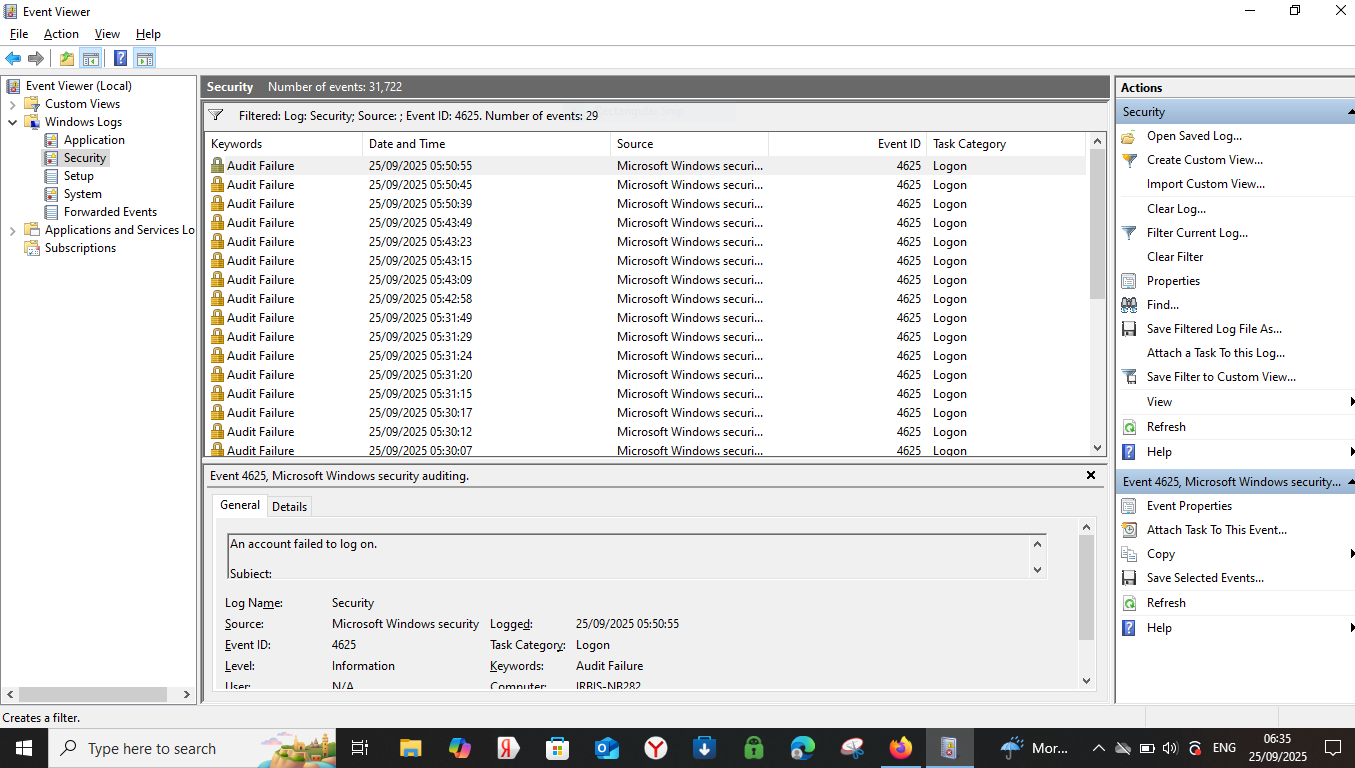 Event Viewer
File Action View Help
Event Viewer (Local)
Custom Views
Windows Logs
Application
Security
Setup
System
Forwarded Events
Applications and Services Lo
Subscriptions
Security Number of events: 31,722
Filtered: Log: Security; Source: ; Event ID: 4625. Number of events: 29
Keywords Date and Time Source Event ID Task Category
Audit Failure 25/09/2025 05:50:55 Microsoft Windows securi... 4625 Logon
Audit Failure 25/09/2025 05:50:45 Microsoft Windows securi... 4625 Logon
Audit Failure 25/09/2025 05:50:39 Microsoft Windows securi... 4625 Logon
Audit Failure 25/09/2025 05:43:49 Microsoft Windows securi... 4625 Logon
Audit Failure 25/09/2025 05:43:23 Microsoft Windows securi... 4625 Logon
Audit Failure 25/09/2025 05:43:15 Microsoft Windows securi... 4625 Logon
Audit Failure 25/09/2025 05:43:09 Microsoft Windows securi... 4625 Logon
Audit Failure 25/09/2025 05:42:58 Microsoft Windows securi... 4625 Logon
Audit Failure 25/09/2025 05:31:49 Microsoft Windows securi... 4625 Logon
Audit Failure 25/09/2025 05:31:29 Microsoft Windows securi... 4625 Logon
Audit Failure 25/09/2025 05:31:24 Microsoft Windows securi... 4625 Logon
Audit Failure 25/09/2025 05:31:20 Microsoft Windows securi... 4625 Logon
Audit Failure 25/09/2025 05:31:15 Microsoft Windows securi... 4625 Logon
Audit Failure 25/09/2025 05:30:17 Microsoft Windows securi... 4625 Logon
Audit Failure 25/09/2025 05:30:12 Microsoft Windows securi... 4625 Logon
Audit Failure 25/09/2025 05:30:07 Microsoft Windows securi... 4625 Logon
Event 4625, Microsoft Windows security auditing.
General Details
An account failed to log on.
Subject:
Log Name: Security
Source: Microsoft Windows security Logged: 25/09/2025 05:50:55
Event ID: 4625 Task Category: Logon
Level: Information Keywords: Audit Failure
User: N/A Computer: IRBIS-NB282
Actions
Security
Open Saved Log...
Create Custom View...
Import Custom View...
Clear Log...
Filter Current Log...
Clear Filter
Properties
Find...
Save Filtered Log File As...
Attach a Task To this Log...
Save Filter to Custom View...
View
Refresh
Help
Event 4625, Microsoft Windows security...
Event Properties
Attach Task To This Event...
Copy
Save Selected Events...
Refresh
Help
Creates a filter.
Type here to search
Mor...
ENG
06:35
25/09/2025